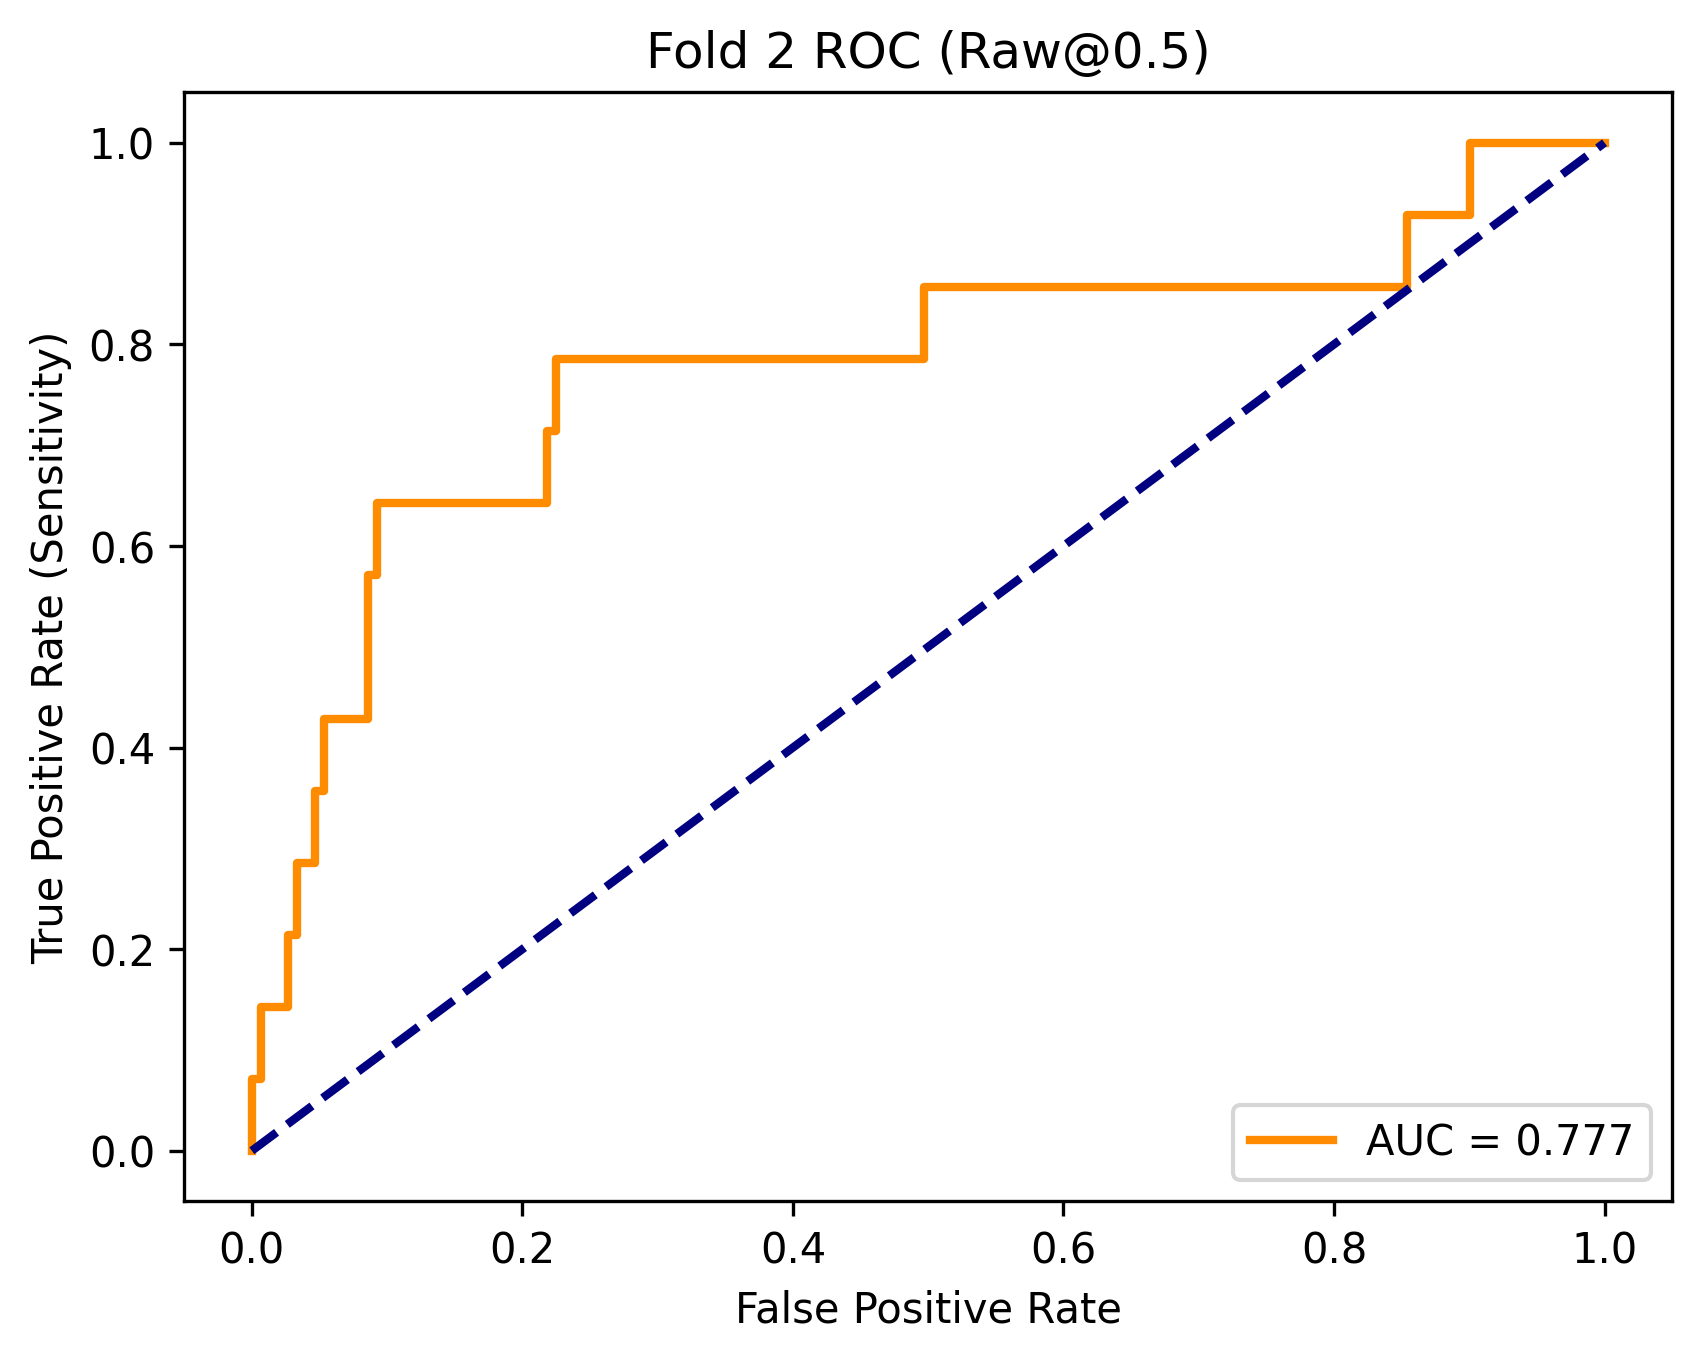 Fold 2 ROC (Raw@0.5)
True Positive Rate (Sensitivity)
1.0
0.8
0.6
0.4
0.2
0.0
AUC = 0.777
0.0 0.2 0.4 0.6 0.8 1.0
False Positive Rate